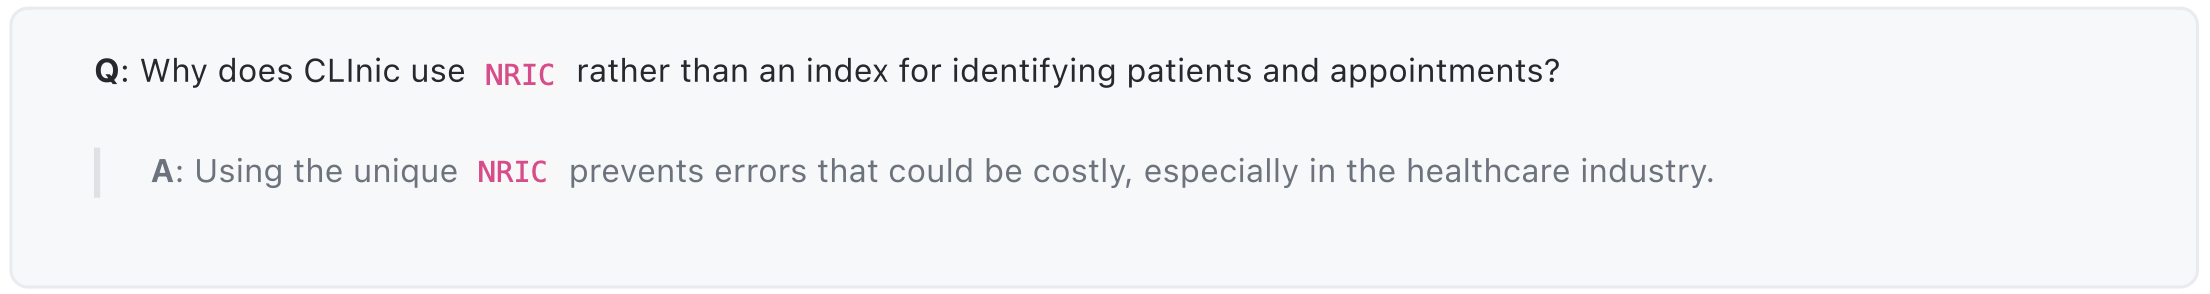 Q: Why does CLInic use NRIC rather than an index for identifying patients and appointments?
A: Using the unique NRIC prevents errors that could be costly, especially in the healthcare industry.